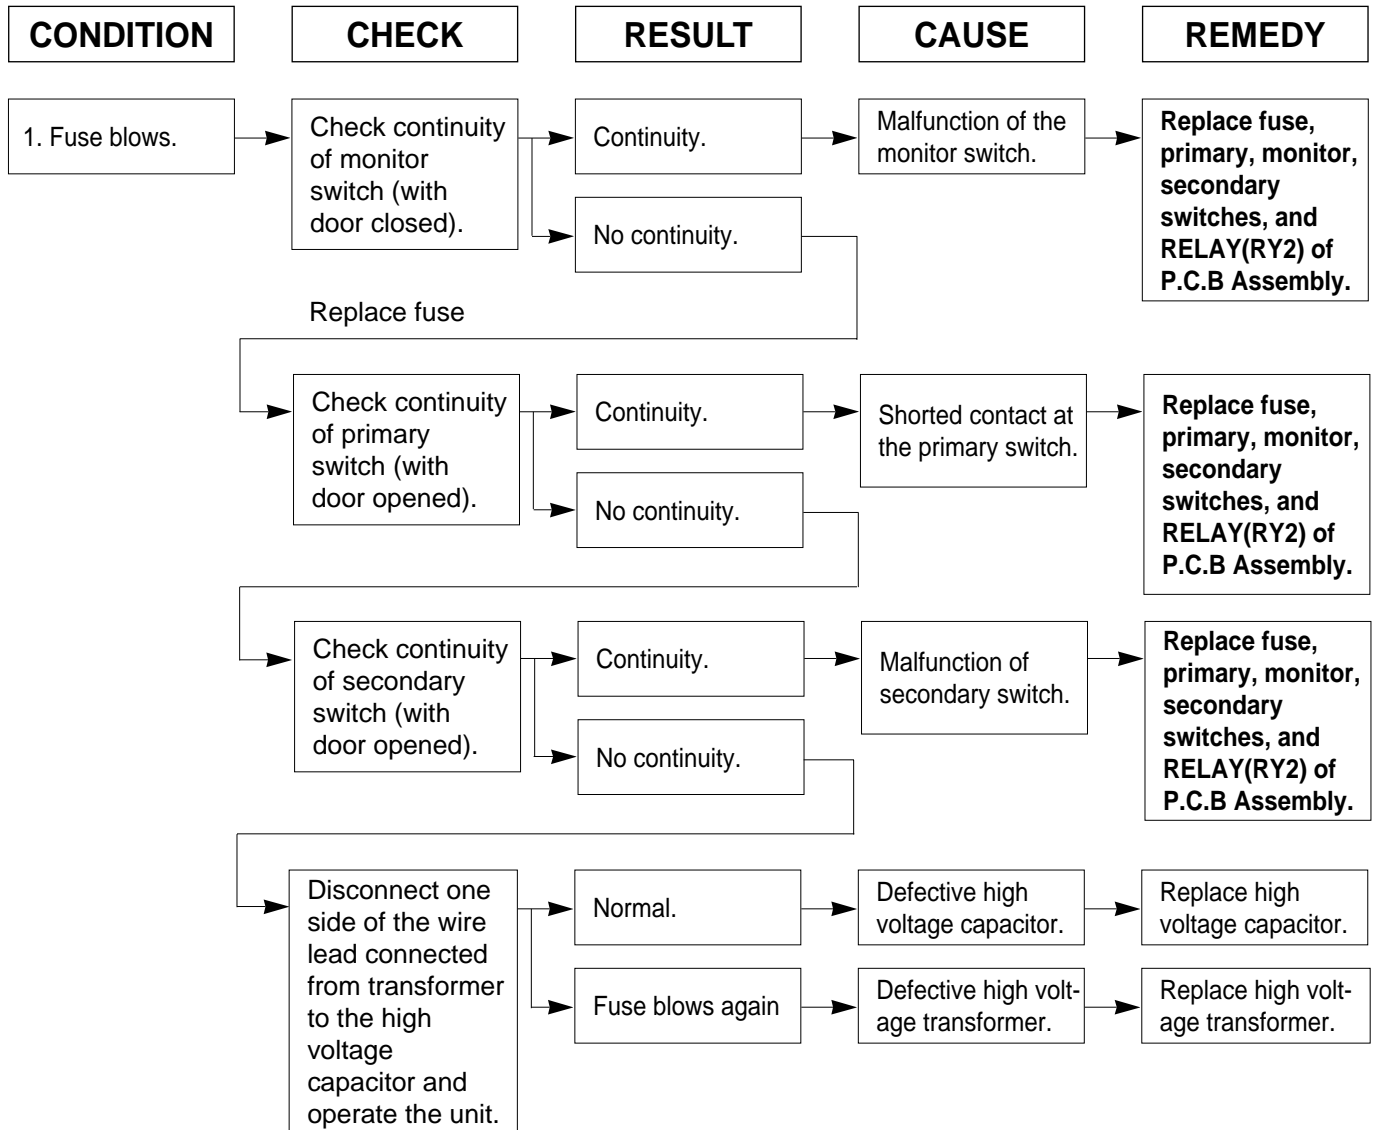 CONDITION
CHECK
RESULT
CAUSE
REMEDY
1. Fuse blows.
Check continuity
of monitor
switch (with
door closed).
Continuity.
Malfunction of the
monitor switch.
Replace fuse,
primary, monitor,
secondary
switches, and
RELAY(RY2) of
P.C.B Assembly.
No continuity.
Replace fuse
Check continuity
of primary
switch (with
door opened).
Continuity.
Shorted contact at
the primary switch.
Replace fuse,
primary, monitor,
secondary
switches, and
RELAY(RY2) of
P.C.B Assembly.
No continuity.
Check continuity
of secondary
switch (with
door opened).
Continuity.
Malfunction of
secondary switch.
Replace fuse,
primary, monitor,
secondary
switches, and
RELAY(RY2) of
P.C.B Assembly.
No continuity.
Disconnect one
side of the wire
lead connected
from transformer
to the high
voltage
capacitor and
operate the unit.
Normal.
Defective high
voltage capacitor.
Replace high
voltage capacitor.
Fuse blows again
Defective high volt-
age transformer.
Replace high volt-
age transformer.